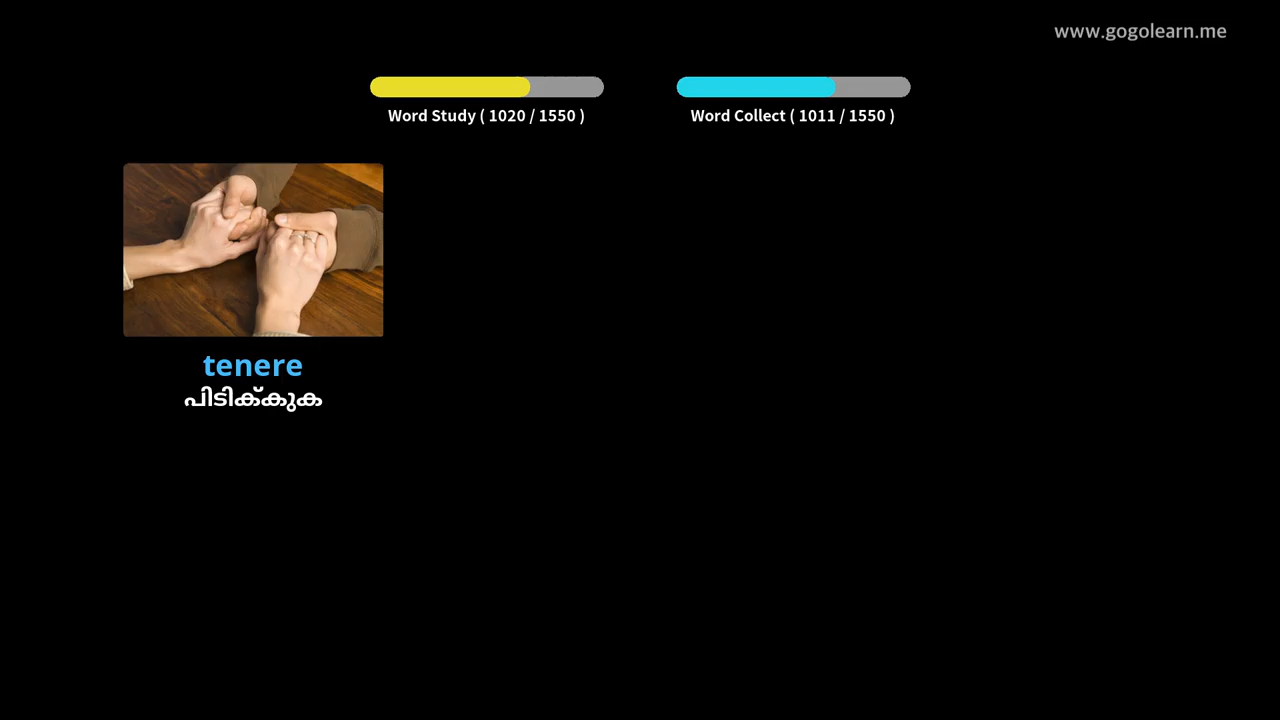 www.gogolearn.me
Word Study ( 1020 / 1550 )
Word Collect ( 1011 / 1550 )
tenere
പിടിക്കുക